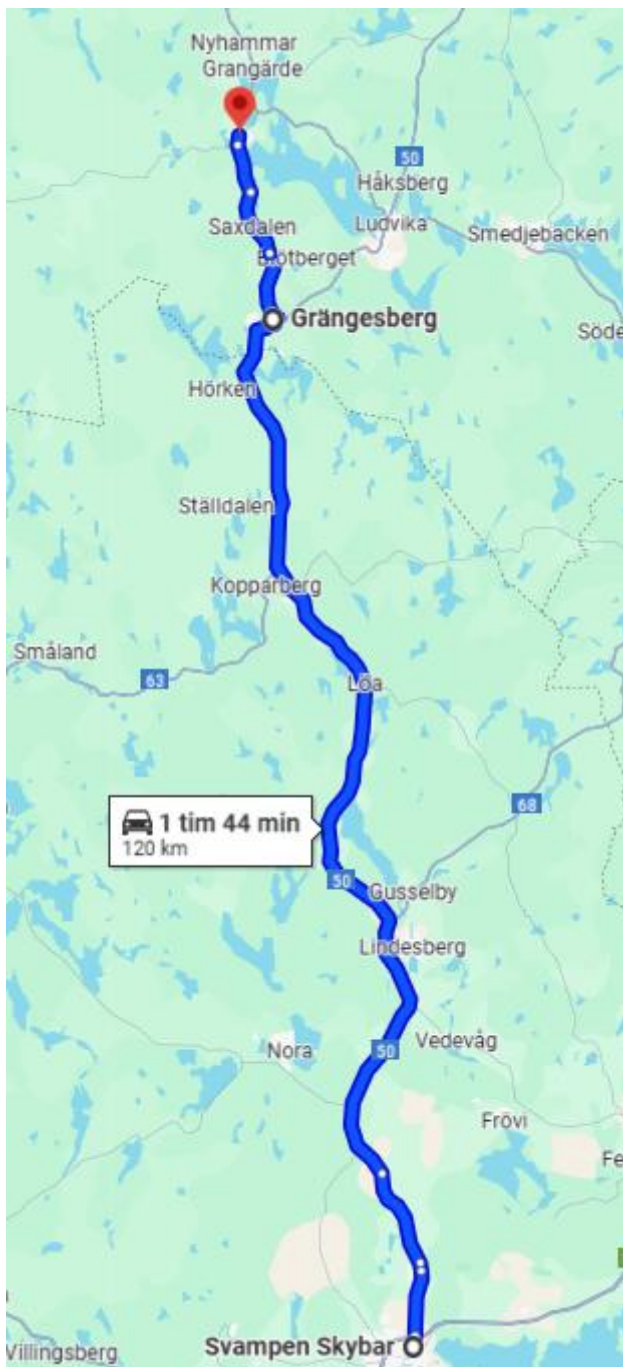 Nyhammar
Grangärde
50
Håksberg
Saxdalen
Ludvika
Smedjebacken
Blötberget
Grängesberg
Söde
Hörken
Ställdalen
Kopparberg
Småland
63
Löa
1 tim 44 min
120 km
68
50
Gusselby
Lindesberg
Nora
50
Vedevåg
Frövi
Fe
Svampen Skybar
Villingsberg